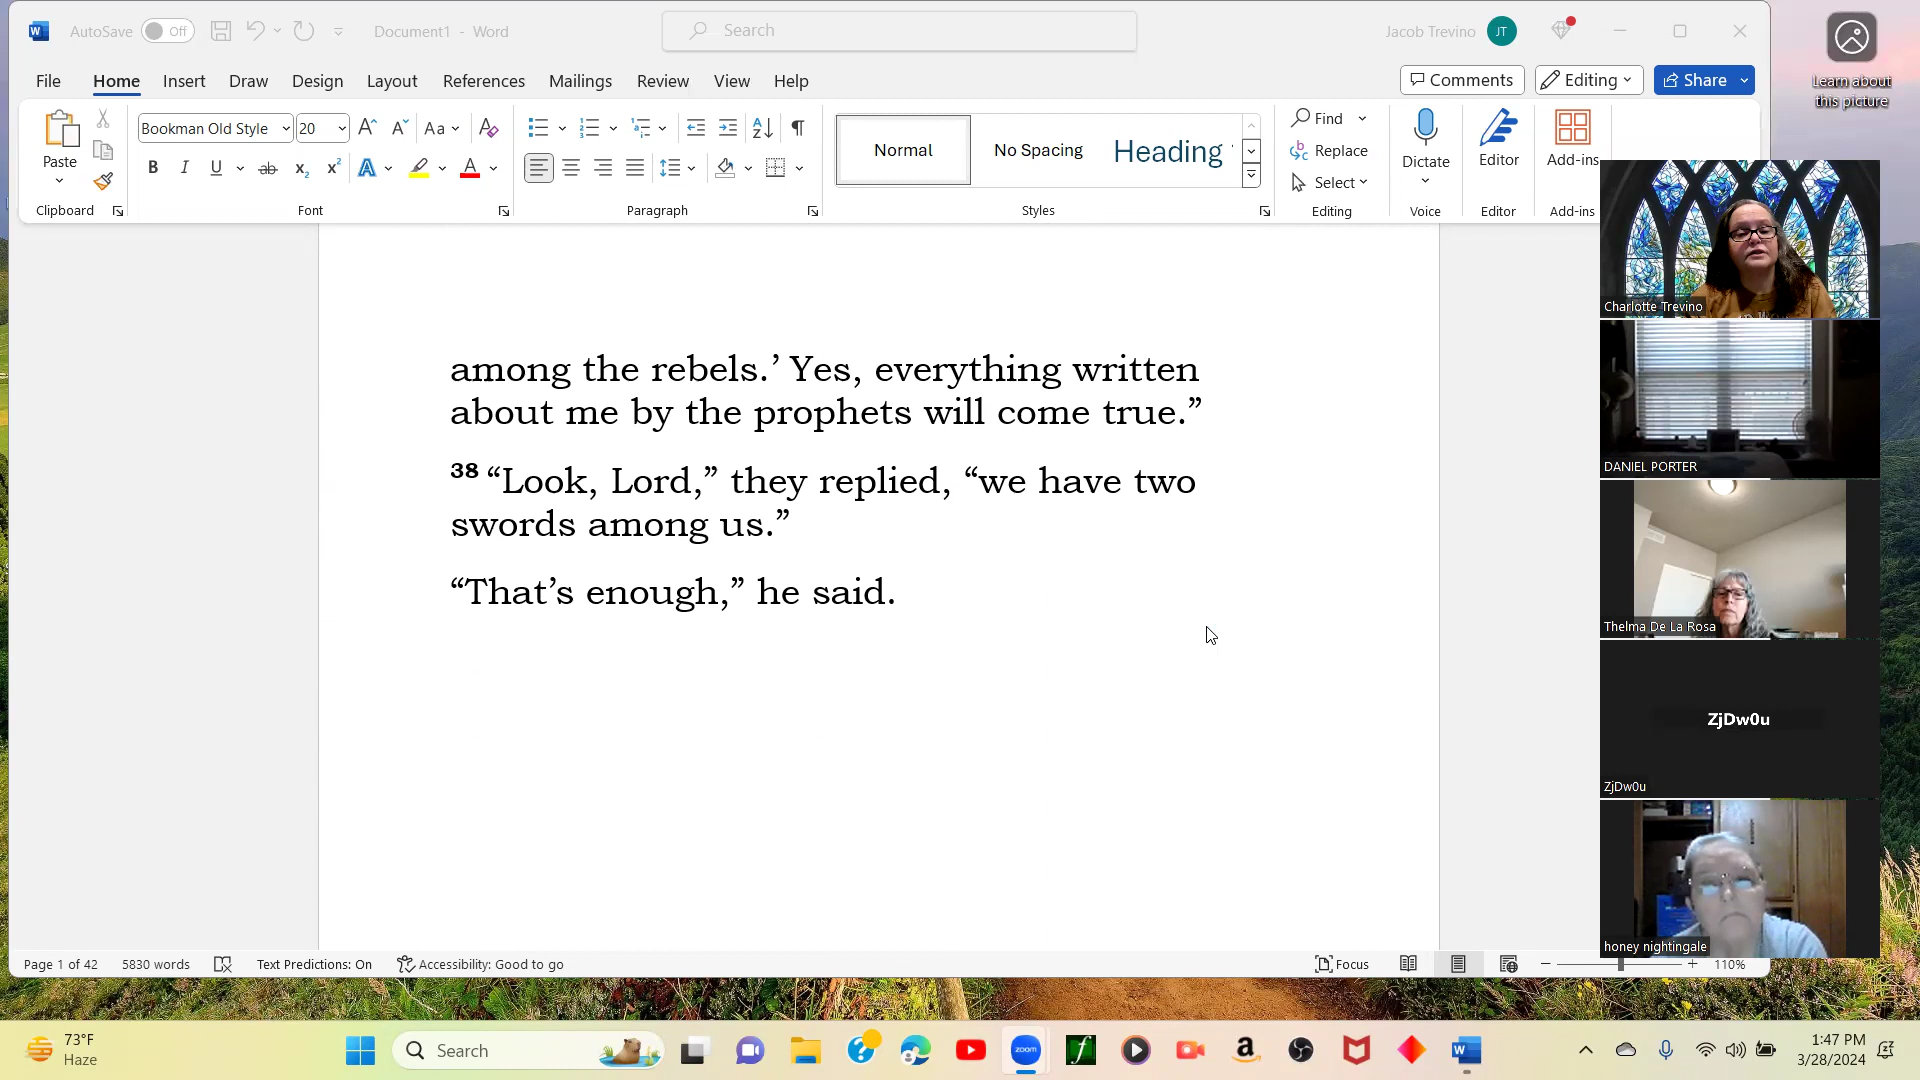 AutoSave Off Document1 - Word Search Jacob Trevino JT
Learn about
this picture
File Home Insert Draw Design Layout References Mailings Review View Help Comments Editing Share
Paste Bookman Old Style 20 Aa Normal No Spacing Heading Find Replace Select Dictate Editor Add-ins
Clipboard Font Paragraph Styles Editing Voice Editor Add-ins
among the rebels.’ Yes, everything written
about me by the prophets will come true.”
38 “Look, Lord,” they replied, “we have two
swords among us.”
“That’s enough,” he said.
Charlotte Trevino
DANIEL PORTER
Thelma De La Rosa
ZjDw0u
ZjDw0u
honey nightingale
Page 1 of 42 5830 words Text Predictions: On Accessibility: Good to go Focus 110%
73°F
Haze
Search
zoom
1:47 PM
3/28/2024